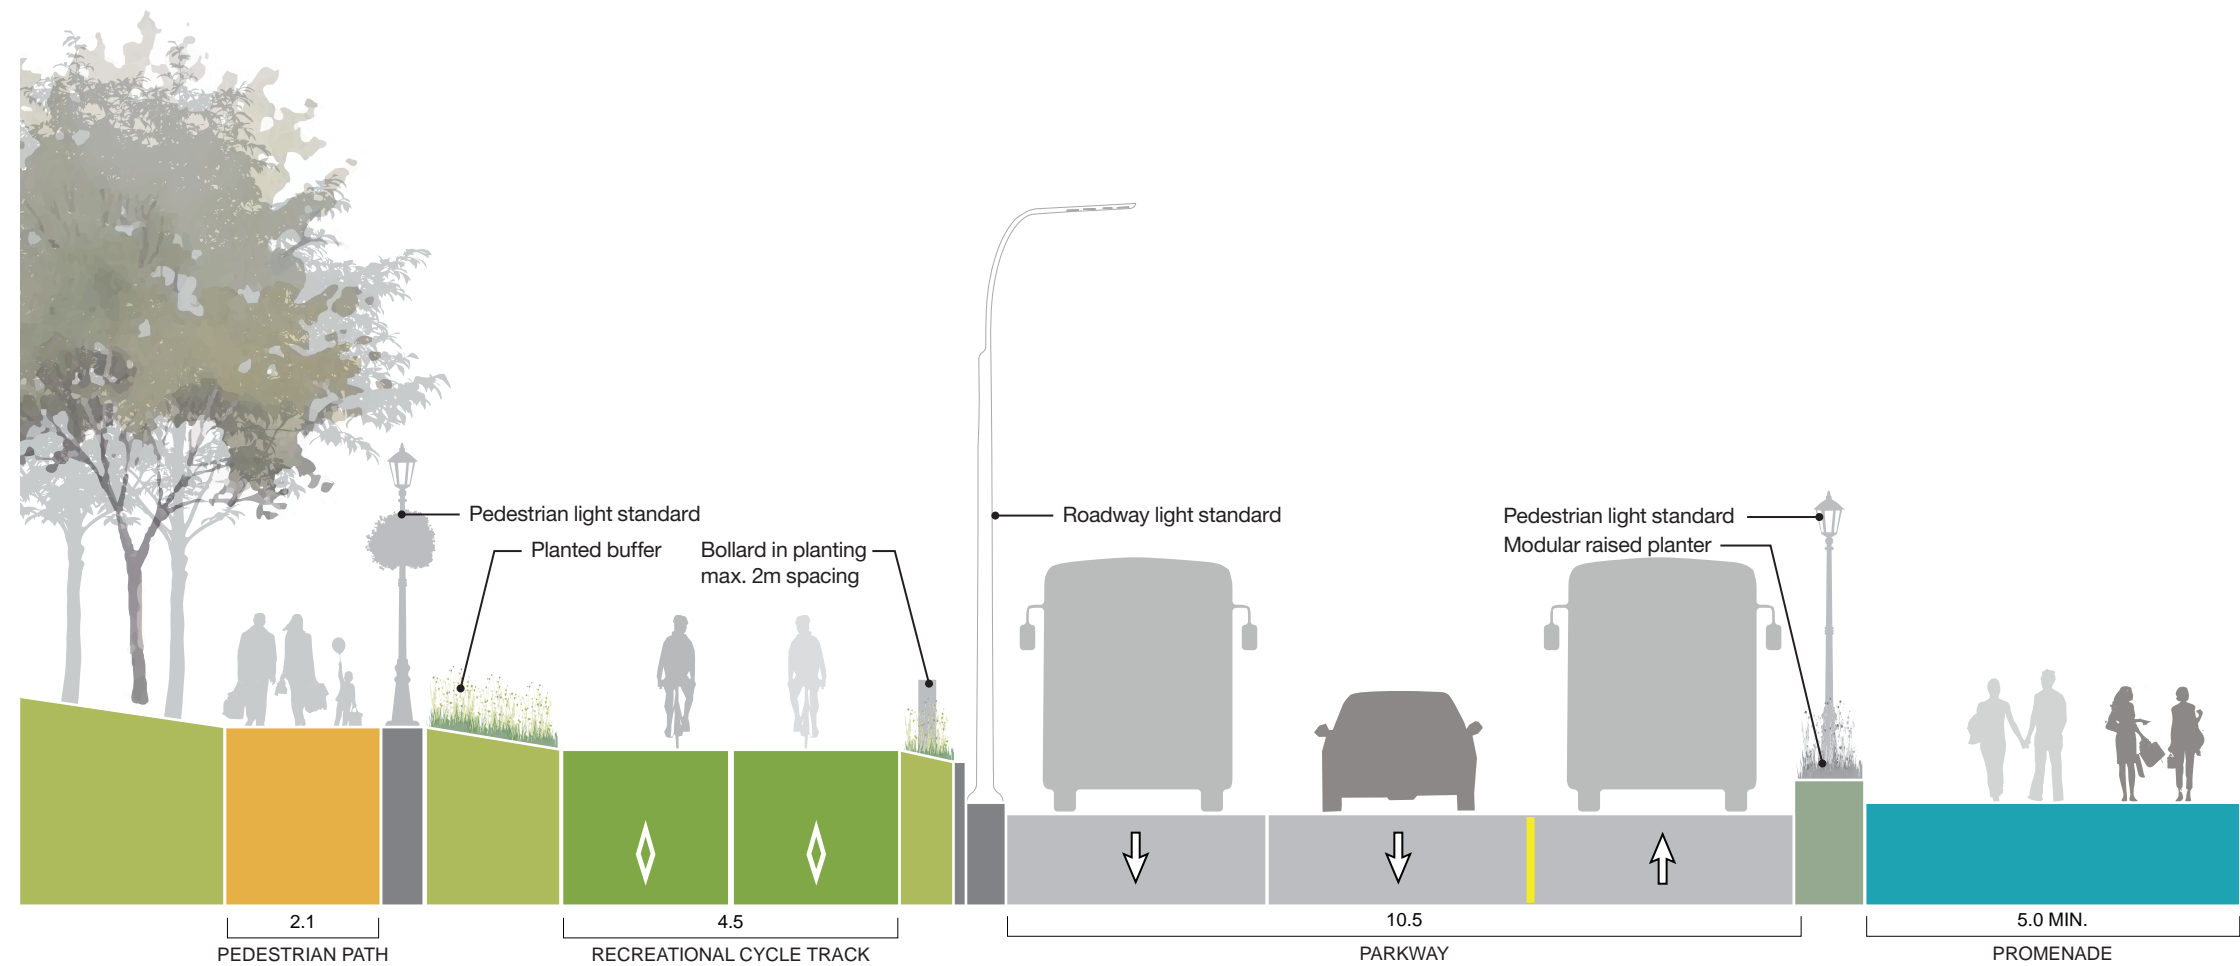 Pedestrian light standard
Planted buffer
Bollard in planting
max. 2m spacing
Roadway light standard
Pedestrian light standard
Modular raised planter
2.1
4.5
10.5
5.0 MIN.
PEDESTRIAN PATH
RECREATIONAL CYCLE TRACK
PARKWAY
PROMENADE